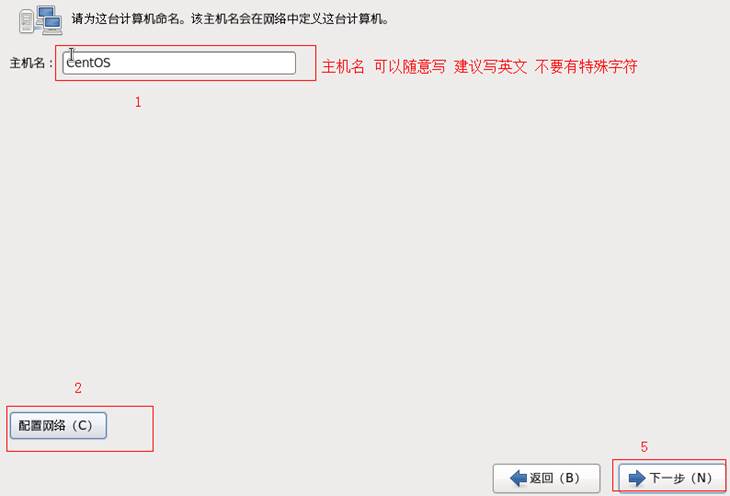 请为这台计算机命名。该主机名会在网络中定义这台计算机。
主机名： CentOS
主机名 可以随意写 建议写英文 不要有特殊字符
1
2
配置网络（C）
5
返回（B） 下一步（N）